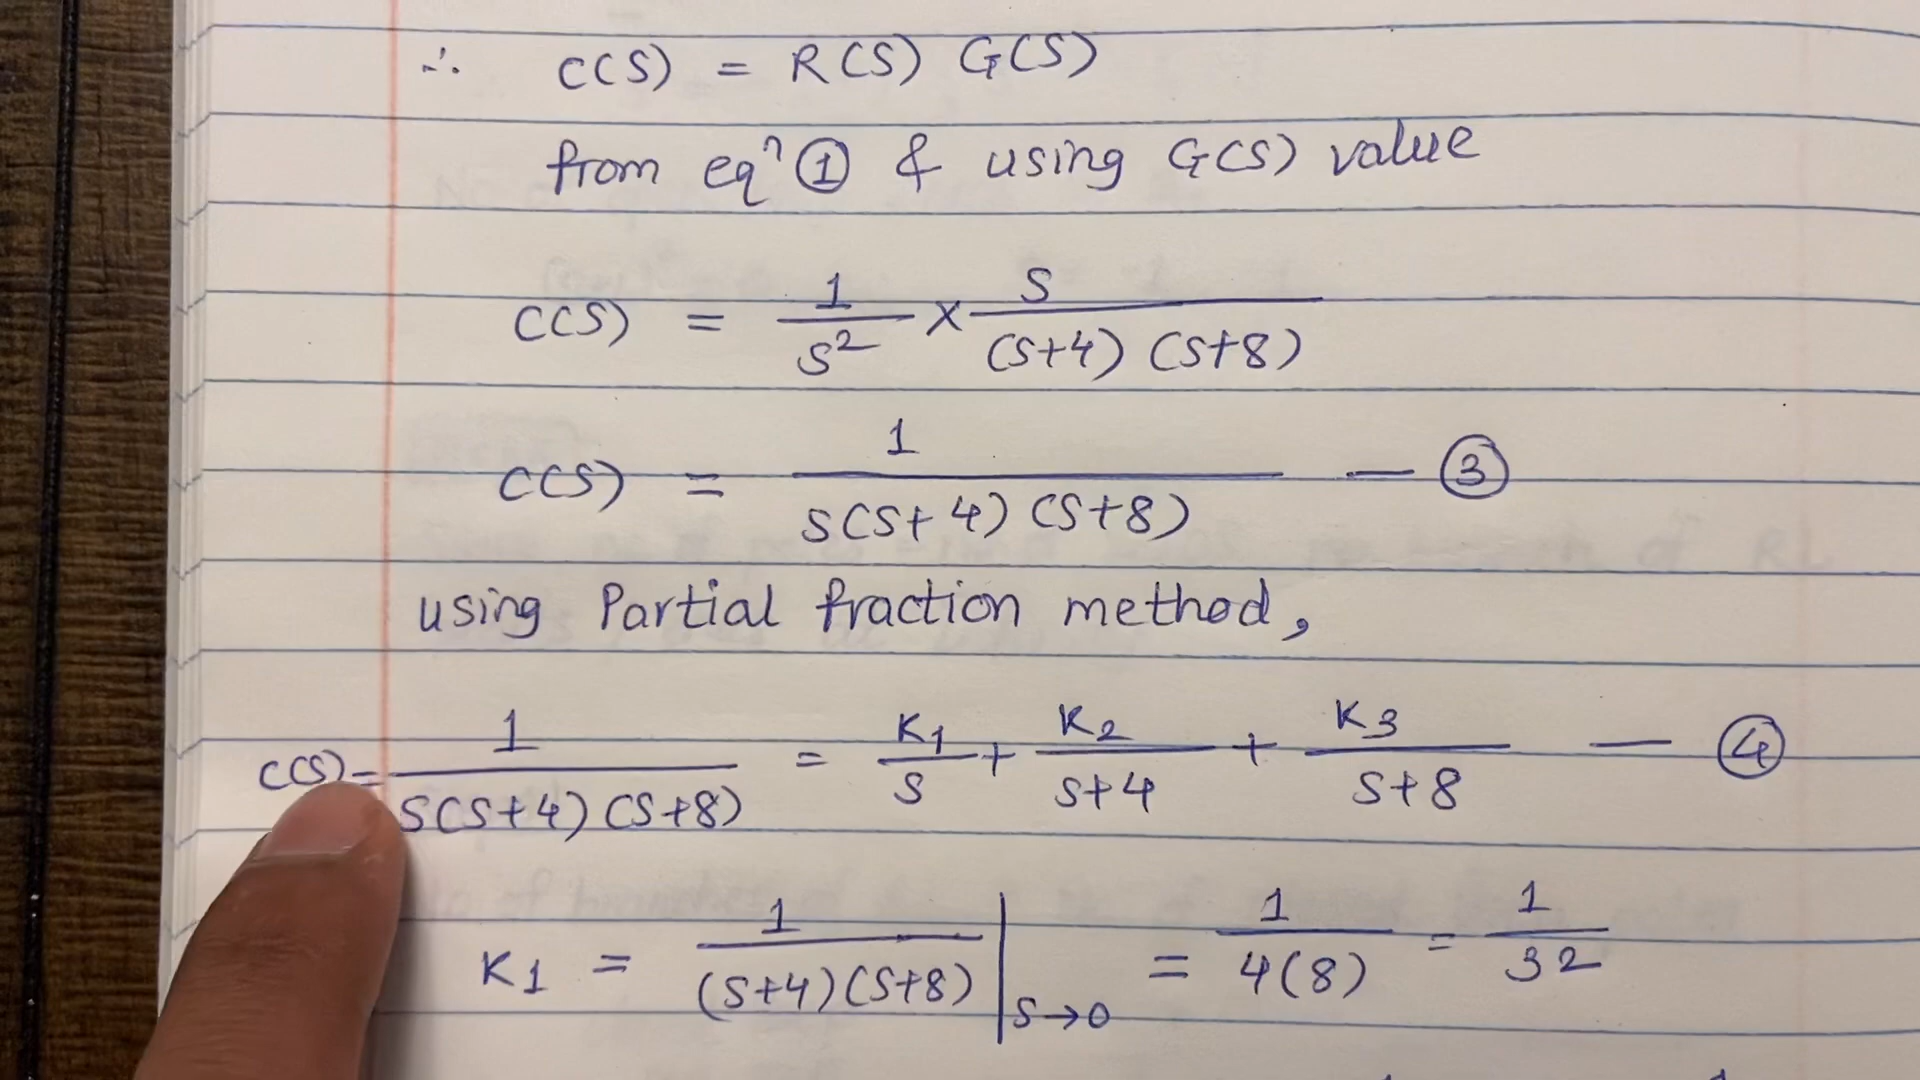 ∴ C(S) = R(S) G(S)
from eqⁿ ① & using G(S) value
C(S) = 1/S² × S/((S+4) (S+8))
C(S) = 1/(S(S+4) (S+8)) — ③
using Partial fraction method,
C(S) = 1/(S(S+4) (S+8)) = K1/S + K2/(S+4) + K3/(S+8) — ④
K1 = 1/((S+4)(S+8)) |S→0 = 1/(4(8)) = 1/32